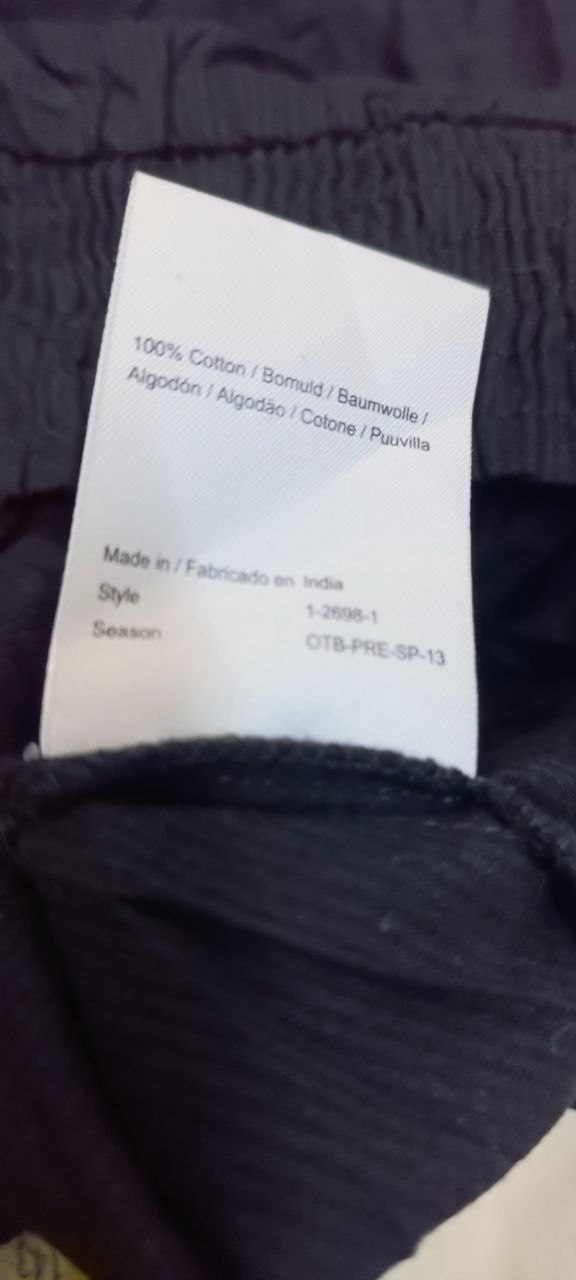 100% Cotton / Bomuld / Baumwolle /
Algodón / Algodão / Cotone / Puuvilla
Made in / Fabricado en India
Style 1-2698-1
Season OTB-PRE-SP-13
143